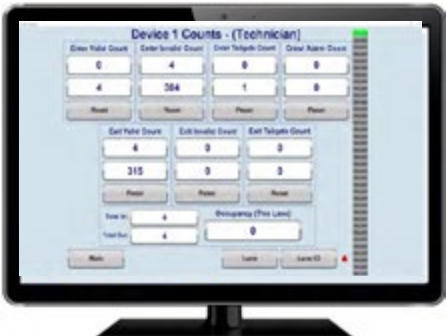 Device 1 Counts - (Technician)
Enter Valid Count Enter Invalid Count Enter Tailgate Count Enter Alarm Count
0 4 0 0
4 384 1 0
Reset Reset Reset Reset
Exit Valid Count Exit Invalid Count Exit Tailgate Count
4 0 0
315 0 0
Reset Reset Reset
Total In: 4 Occupancy (This Lane)
Total Out: 4 0
Main Lane Lane ID